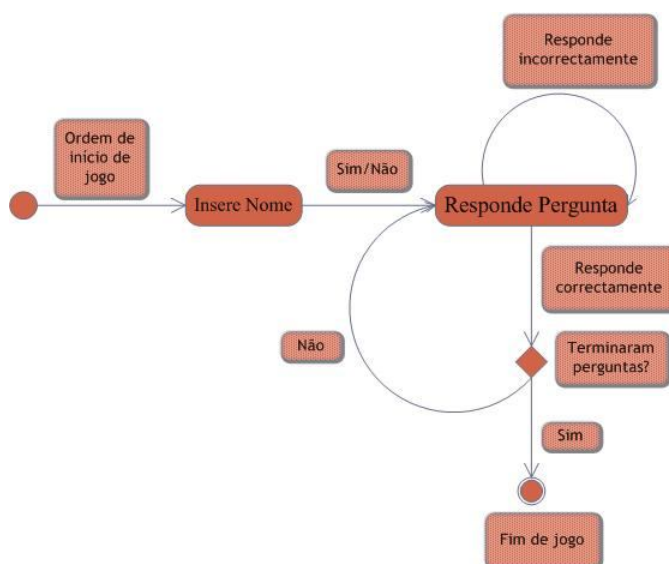 Responde
incorrectamente
Ordem de
início de
jogo
Sim/Não
Insere Nome
Responde Pergunta
Responde
correctamente
Não
Terminaram
perguntas?
Sim
Fim de jogo